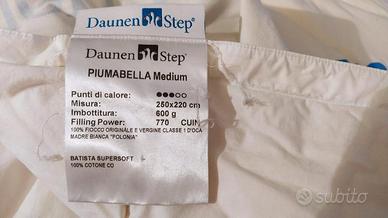 Daunen Step®
Daunen Step®
PIUMABELLA Medium
Punti di calore: ●●●○○
Misura: 250x220 cm
Imbottitura: 600 g
Filling Power: 770 CUIN
100% FIOCCO ORIGINALE E VERGINE CLASSE 1 D'OCA
MADRE BIANCA "POLONIA"
BATISTA SUPERSOFT
100% COTONE CO
subito